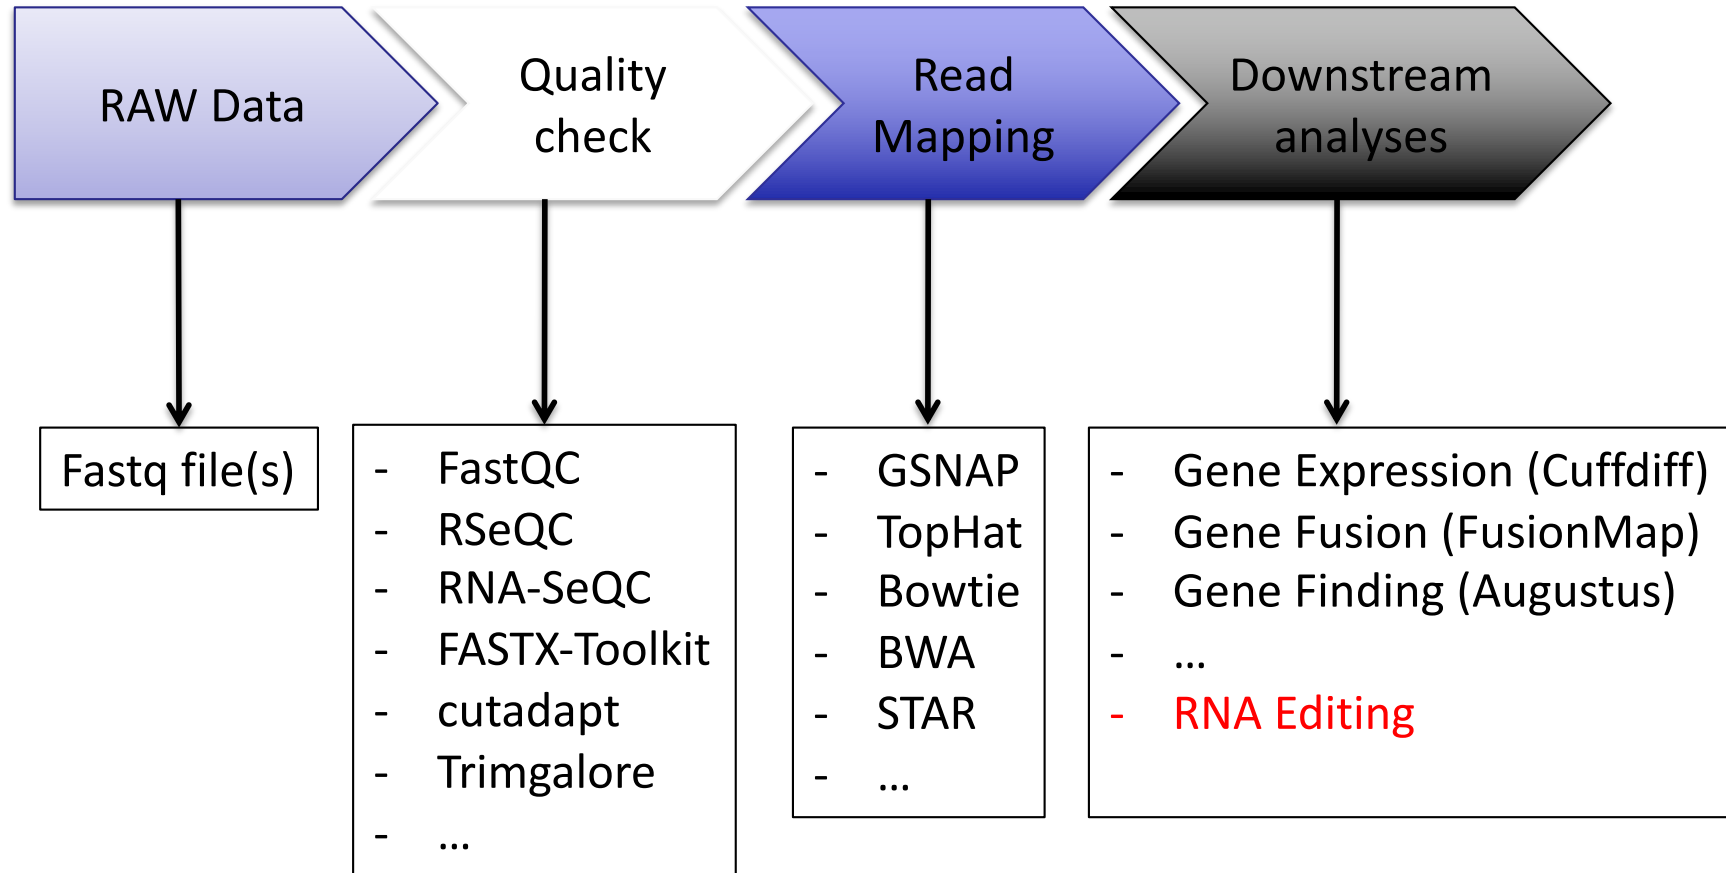 RAW Data
Quality
check
Read
Mapping
Downstream
analyses
Fastq file(s)
- FastQC
- RSeQC
- RNA-SeQC
- FASTX-Toolkit
- cutadapt
- Trimgalore
- …
- GSNAP
- TopHat
- Bowtie
- BWA
- STAR
- …
- Gene Expression (Cuffdiff)
- Gene Fusion (FusionMap)
- Gene Finding (Augustus)
- …
- RNA Editing